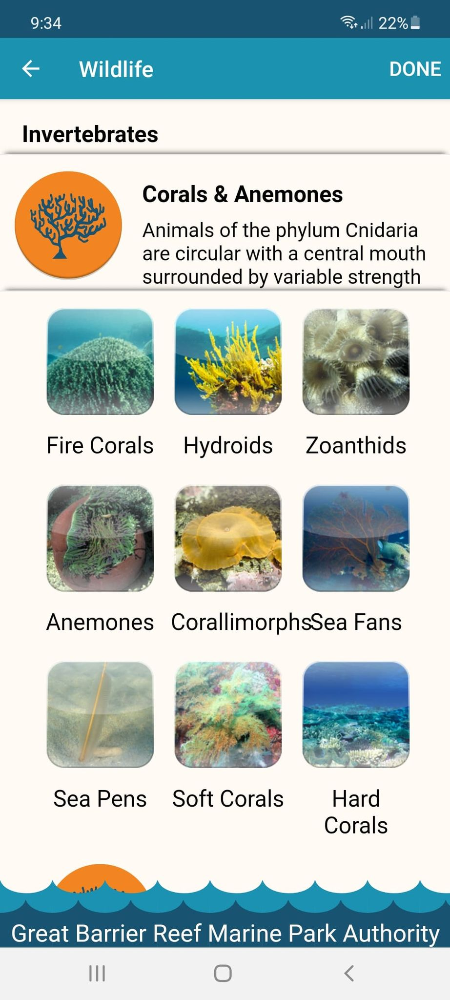 9:34
22%
Wildlife
DONE
Invertebrates
Corals & Anemones
Animals of the phylum Cnidaria
are circular with a central mouth
surrounded by variable strength
Fire Corals
Hydroids
Zoanthids
Anemones
Corallimorphs
Sea Fans
Sea Pens
Soft Corals
Hard
Corals
Great Barrier Reef Marine Park Authority